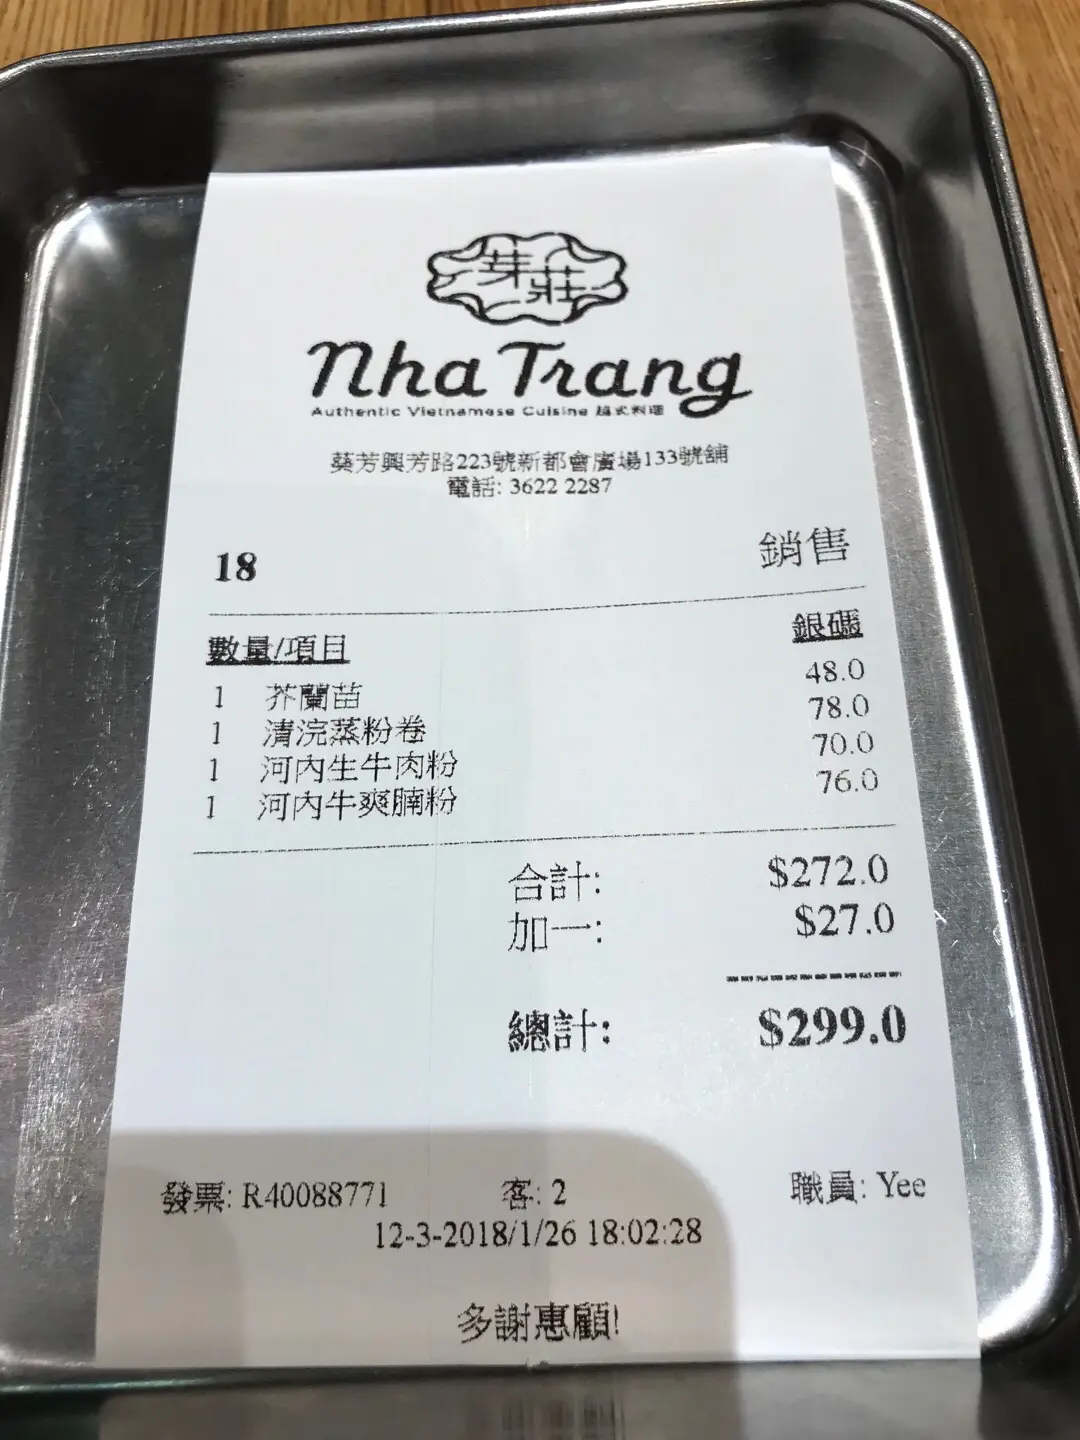 芽莊
Nha Trang
Authentic Vietnamese Cuisine 越式料理
葵芳興芳路223號新都會廣場133號舖
電話: 3622 2287
18 銷售
數量/項目 銀碼
1 芥蘭苗 48.0
1 清浣蒸粉卷 78.0
1 河內生牛肉粉 70.0
1 河內牛爽腩粉 76.0
合計: $272.0
加一: $27.0
總計: $299.0
發票: R40088771 客: 2 職員: Yee
12-3-2018/1/26 18:02:28
多謝惠顧!